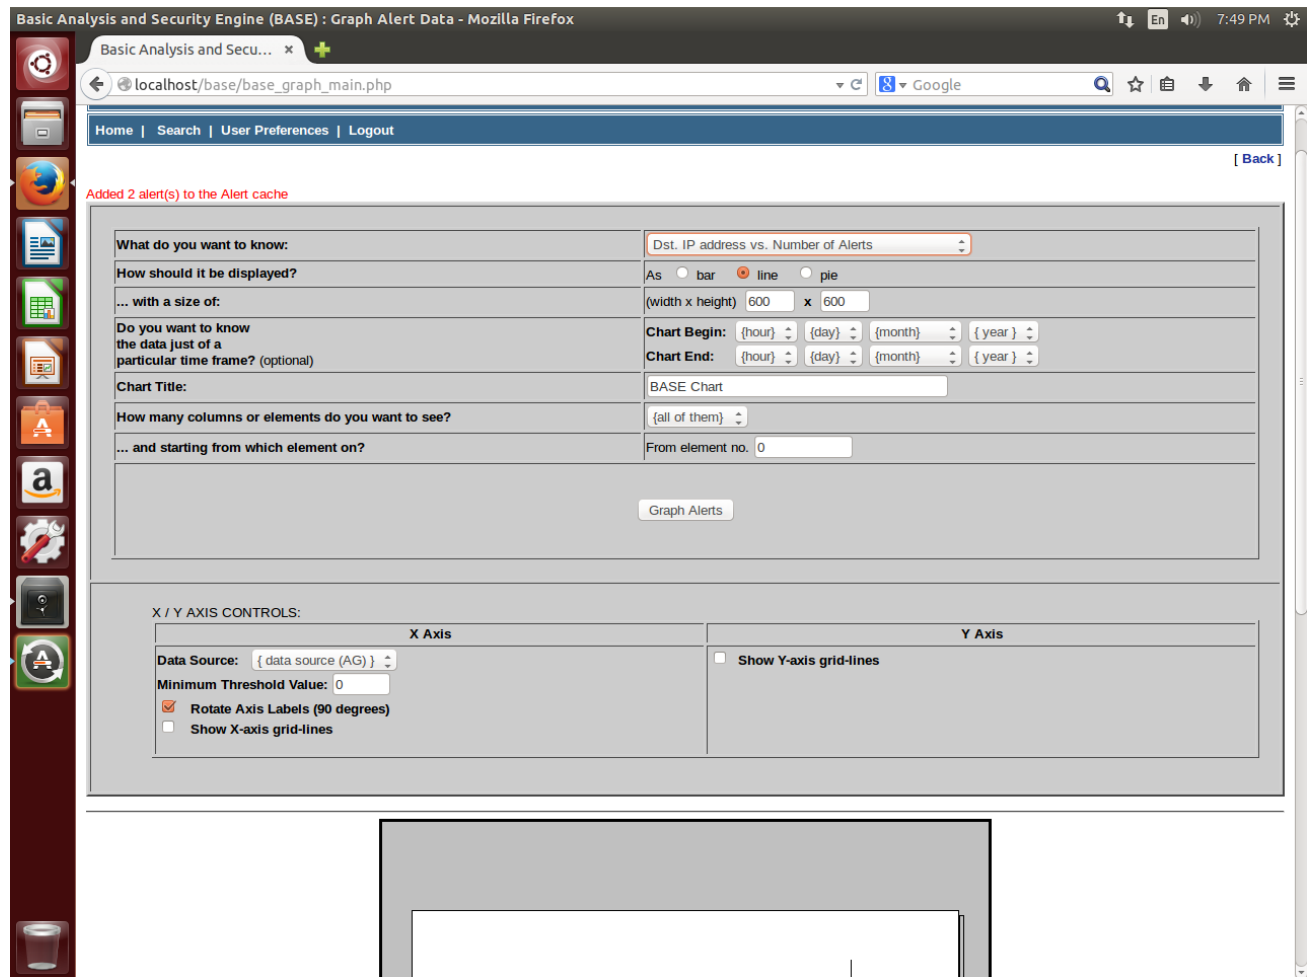 Basic Analysis and Security Engine (BASE) : Graph Alert Data - Mozilla Firefox En 7:49 PM
Basic Analysis and Secu... ×
localhost/base/base_graph_main.php 8 Google
Home | Search | User Preferences | Logout
[ Back ]
Added 2 alert(s) to the Alert cache
What do you want to know: Dst. IP address vs. Number of Alerts
How should it be displayed? As bar line pie
... with a size of: (width x height) 600 x 600
Do you want to know
the data just of a
particular time frame? (optional)
Chart Begin: {hour} {day} {month} { year }
Chart End: {hour} {day} {month} { year }
Chart Title: BASE Chart
How many columns or elements do you want to see? {all of them}
... and starting from which element on? From element no. 0
Graph Alerts
X / Y AXIS CONTROLS:
X Axis Y Axis
Data Source: { data source (AG) } Show Y-axis grid-lines
Minimum Threshold Value: 0
Rotate Axis Labels (90 degrees)
Show X-axis grid-lines
a